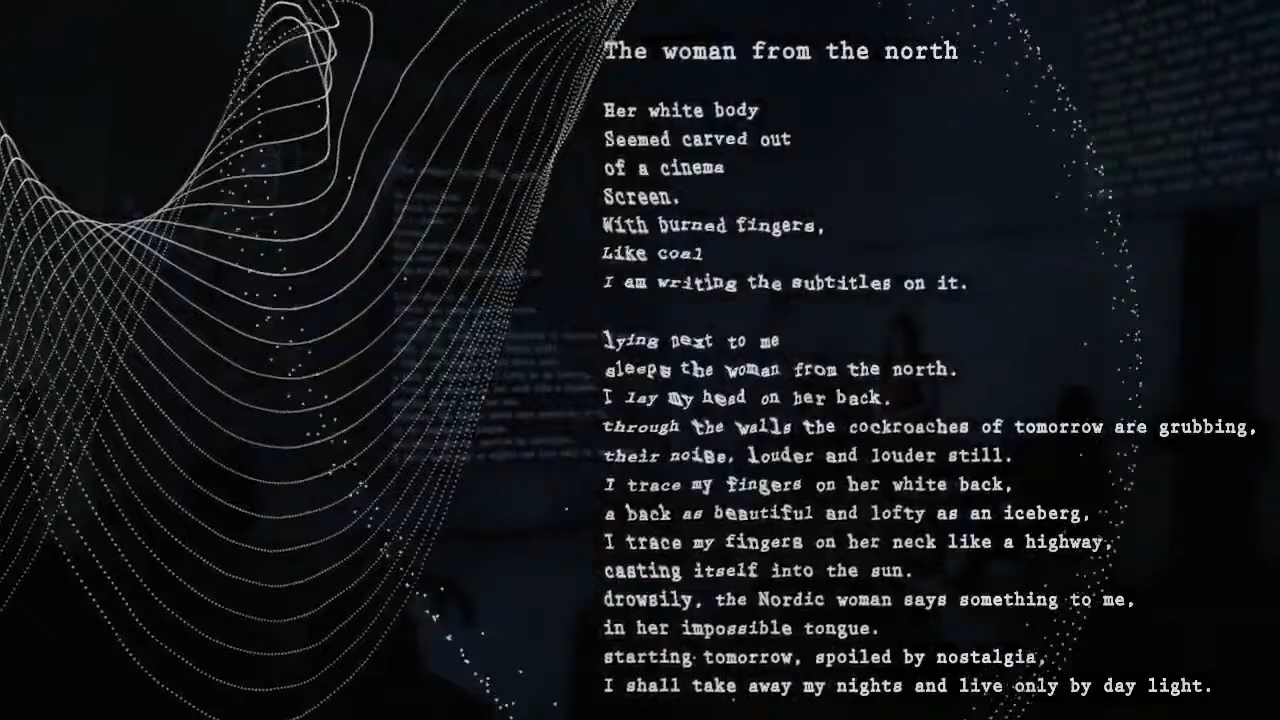 The woman from the north
Her white body
Seemed carved out
of a cinema
Screen.
With burned fingers,
Like coal
I am writing the subtitles on it.
lying next to me
sleeps the woman from the north.
I lay my head on her back.
through the walls the cockroaches of tomorrow are grubbing,
their noise, louder and louder still.
I trace my fingers on her white back,
a back as beautiful and lofty as an iceberg,
I trace my fingers on her neck like a highway,
casting itself into the sun.
drowsily, the Nordic woman says something to me,
in her impossible tongue.
starting tomorrow, spoiled by nostalgia,
I shall take away my nights and live only by day light.